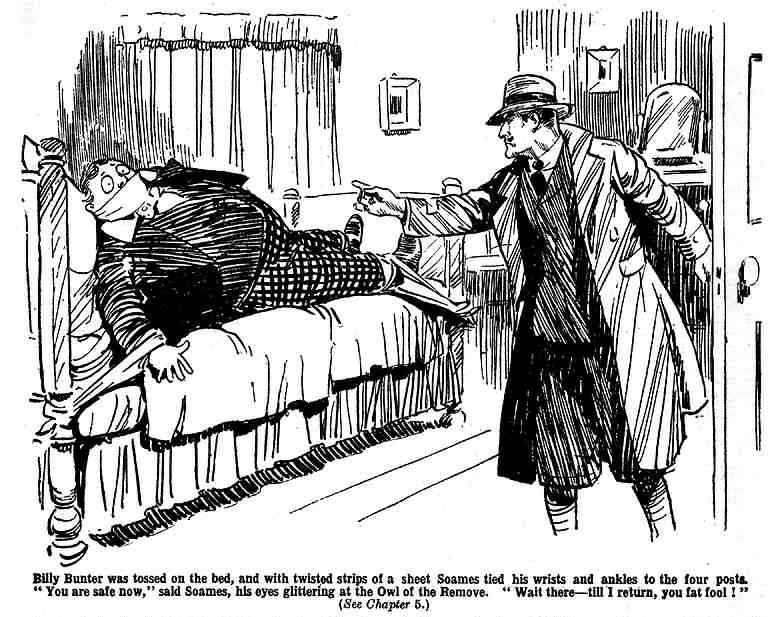 Billy Bunter was tossed on the bed, and with twisted strips of a sheet Soames tied his wrists and ankles to the four posts.
“ You are safe now,” said Soames, his eyes glittering at the Owl of the Remove. “ Wait there—till I return, you fat fool ! ”
(See Chapter 5.)